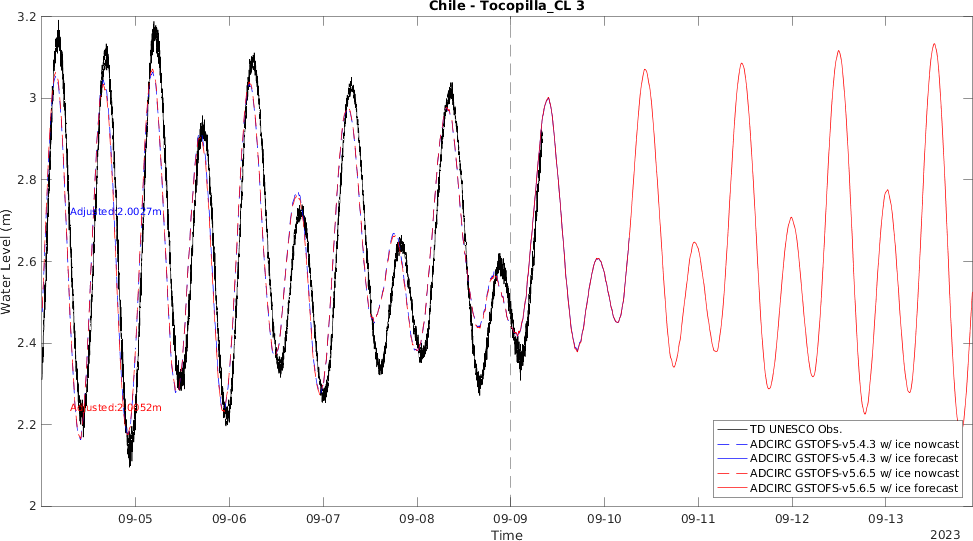 Chile - Tocopilla_CL 3
3.2
3
2.8
2.6
2.4
2.2
2
Water Level (m)
Adjusted:2.0027m
Adjusted:2.0052m
TD UNESCO Obs.
ADCIRC GSTOFS-v5.4.3 w/ ice nowcast
ADCIRC GSTOFS-v5.4.3 w/ ice forecast
ADCIRC GSTOFS-v5.6.5 w/ ice nowcast
ADCIRC GSTOFS-v5.6.5 w/ ice forecast
09-05 09-06 09-07 09-08 09-09 09-10 09-11 09-12 09-13
Time
2023